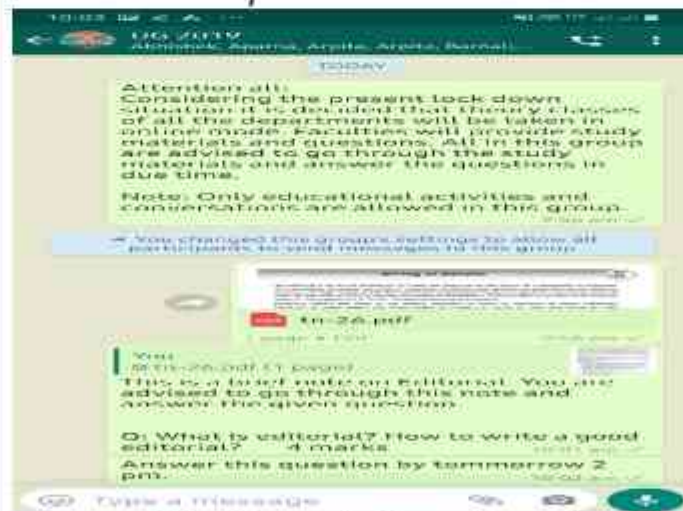 UG 2019
Abhishek, Aparna, Arpita, Arpita, Barnali...
TODAY
Attention all:
Considering the present lock down
situation it is decided that theory classes
of all the departments will be taken in
online mode. Faculties will provide study
materials and questions. All in this group
are advised to go through the study
materials and answer the questions in
due time.
Note: Only educational activities and
conversations are allowed in this group.
You changed this group's settings to allow all
participants to send messages to this group
You
This is a brief note on Editorial. You are
advised to go through this note and
answer the given question
Q: What is editorial? How to write a good
editorial? 4 marks
Answer this question by tommorrow 2
pm.
Type a message